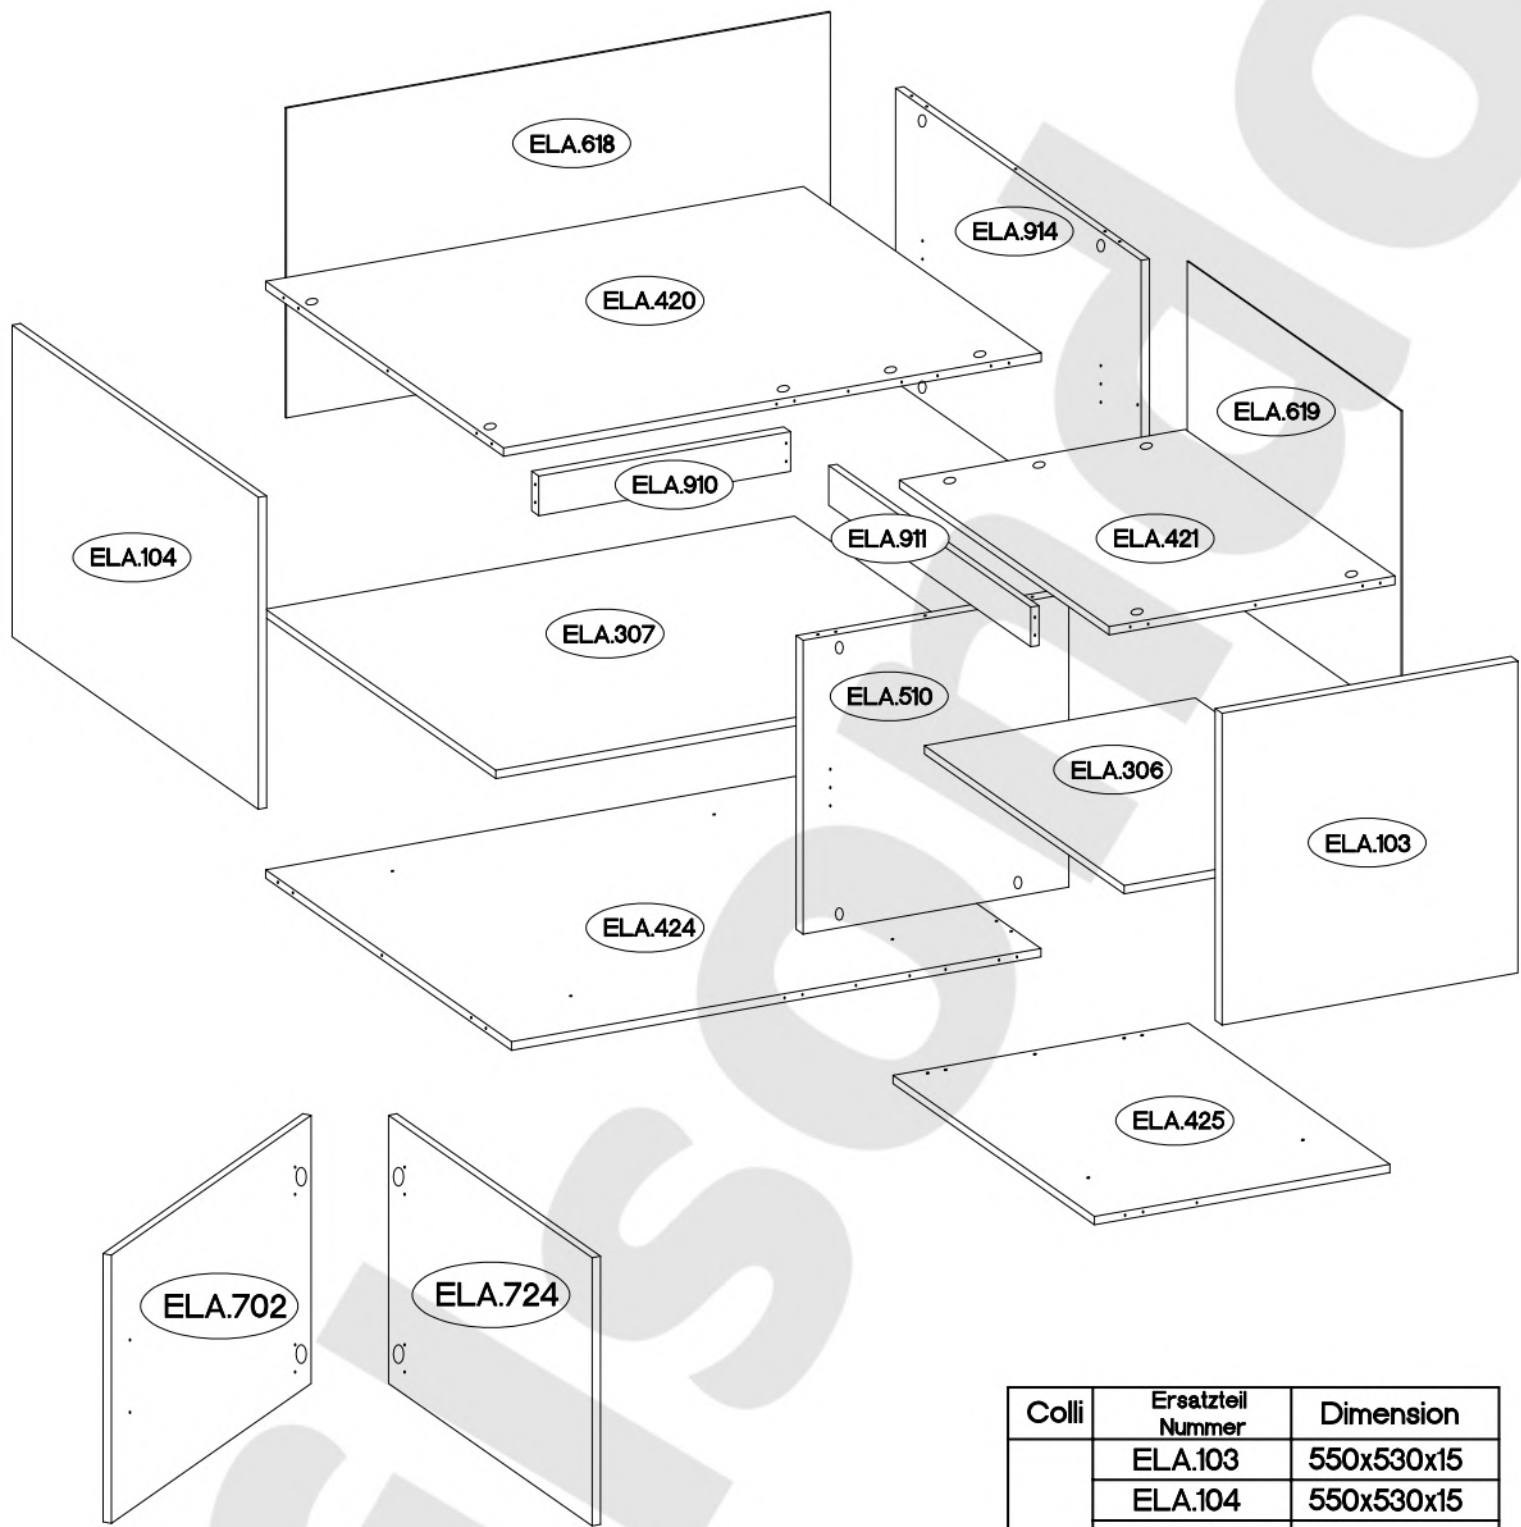 ELA.618
ELA.914
ELA.420
ELA.619
ELA.910
ELA.911
ELA.421
ELA.104
ELA.307
ELA.510
ELA.306
ELA.103
ELA.424
ELA.425
ELA.702
ELA.724
Colli Ersatzteil Nummer Dimension
ELA.103 550x530x15
ELA.104 550x530x15